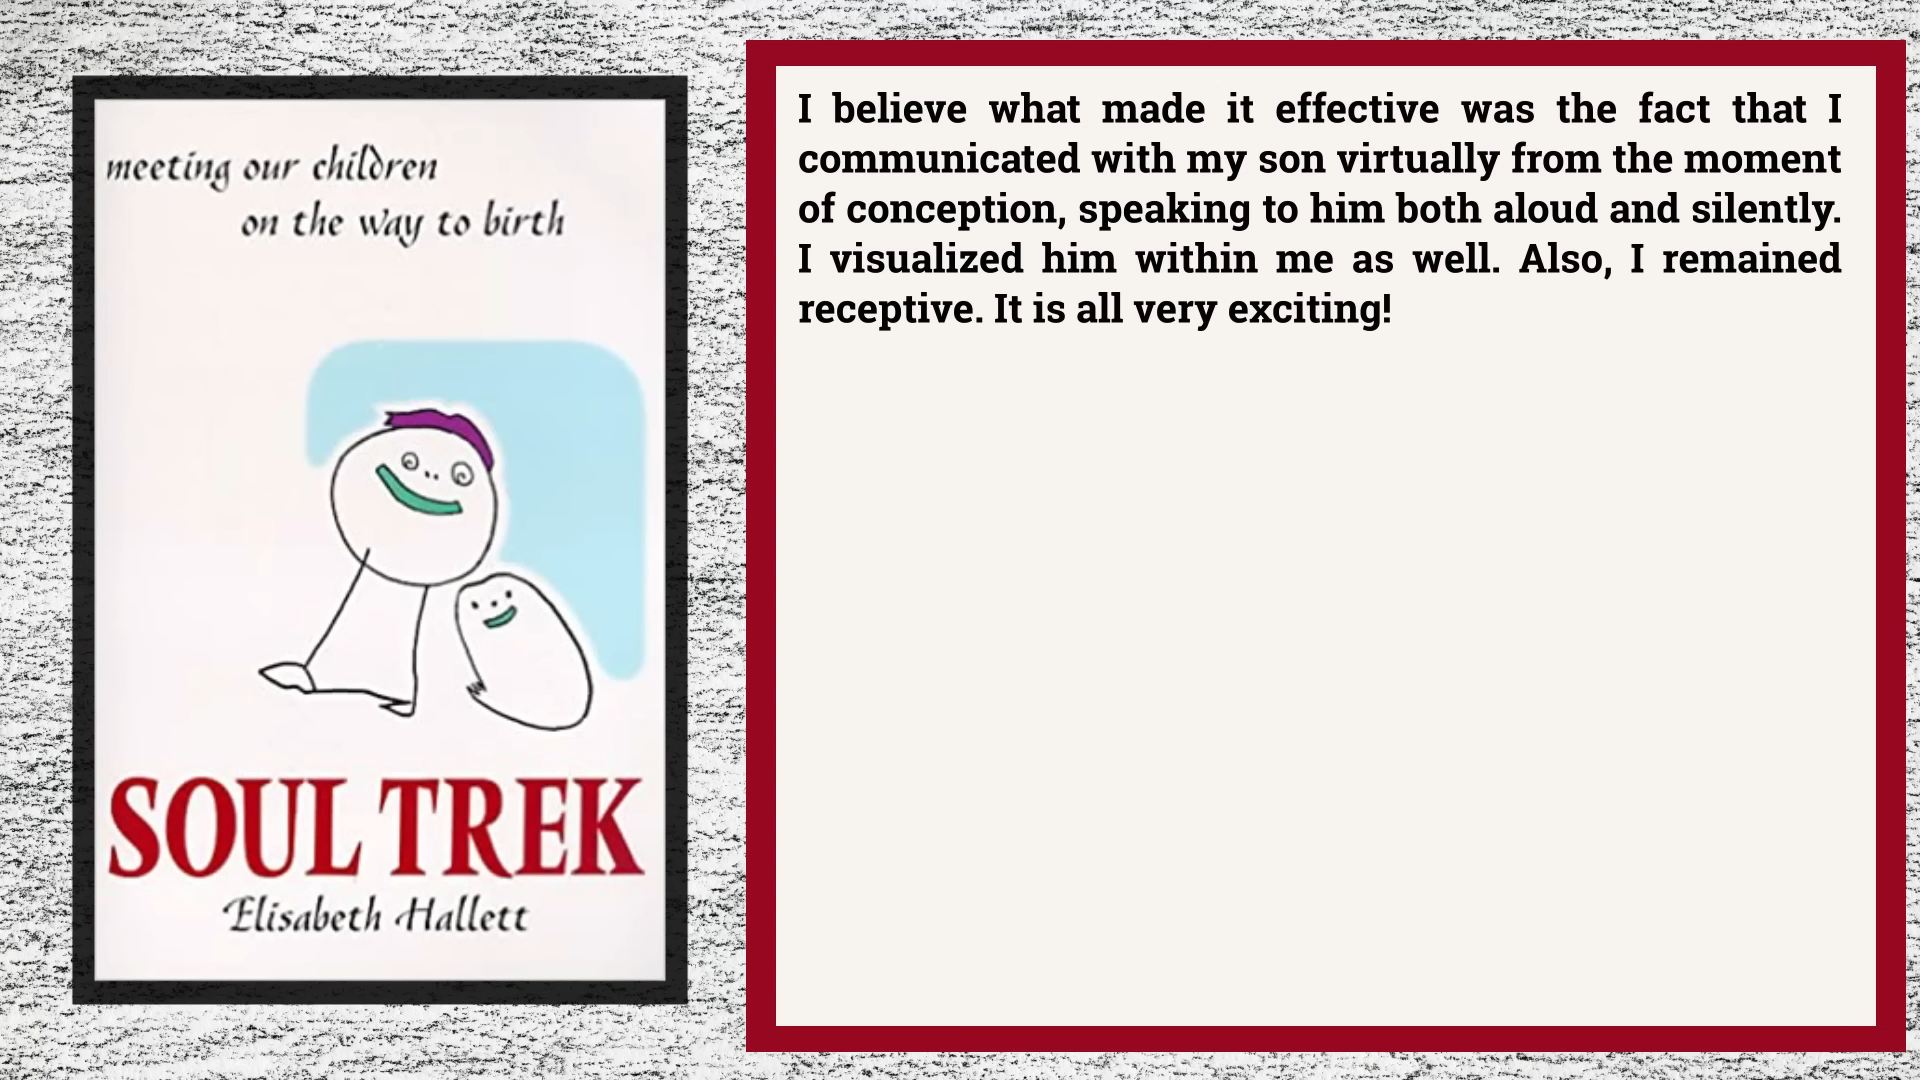 meeting our children
on the way to birth
SOUL TREK
Elisabeth Hallett
I believe what made it effective was the fact that I
communicated with my son virtually from the moment
of conception, speaking to him both aloud and silently.
I visualized him within me as well. Also, I remained
receptive. It is all very exciting!